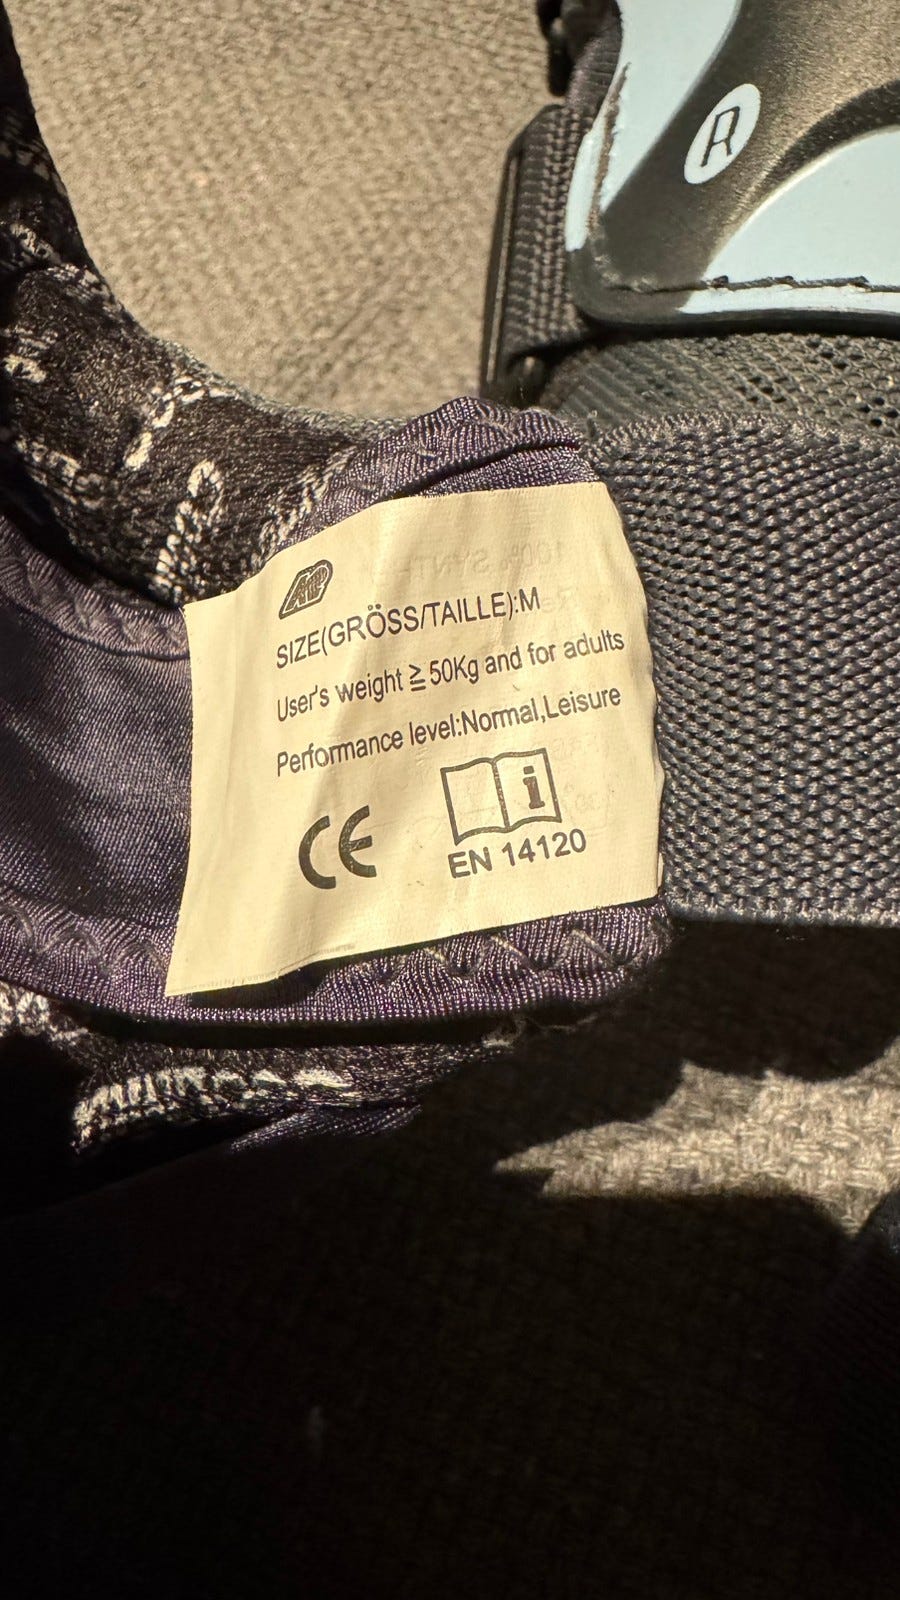 R
SIZE(GRÖSS/TAILLE):M
User's weight ≧ 50Kg and for adults
Performance level:Normal,Leisure
CE
i
EN 14120